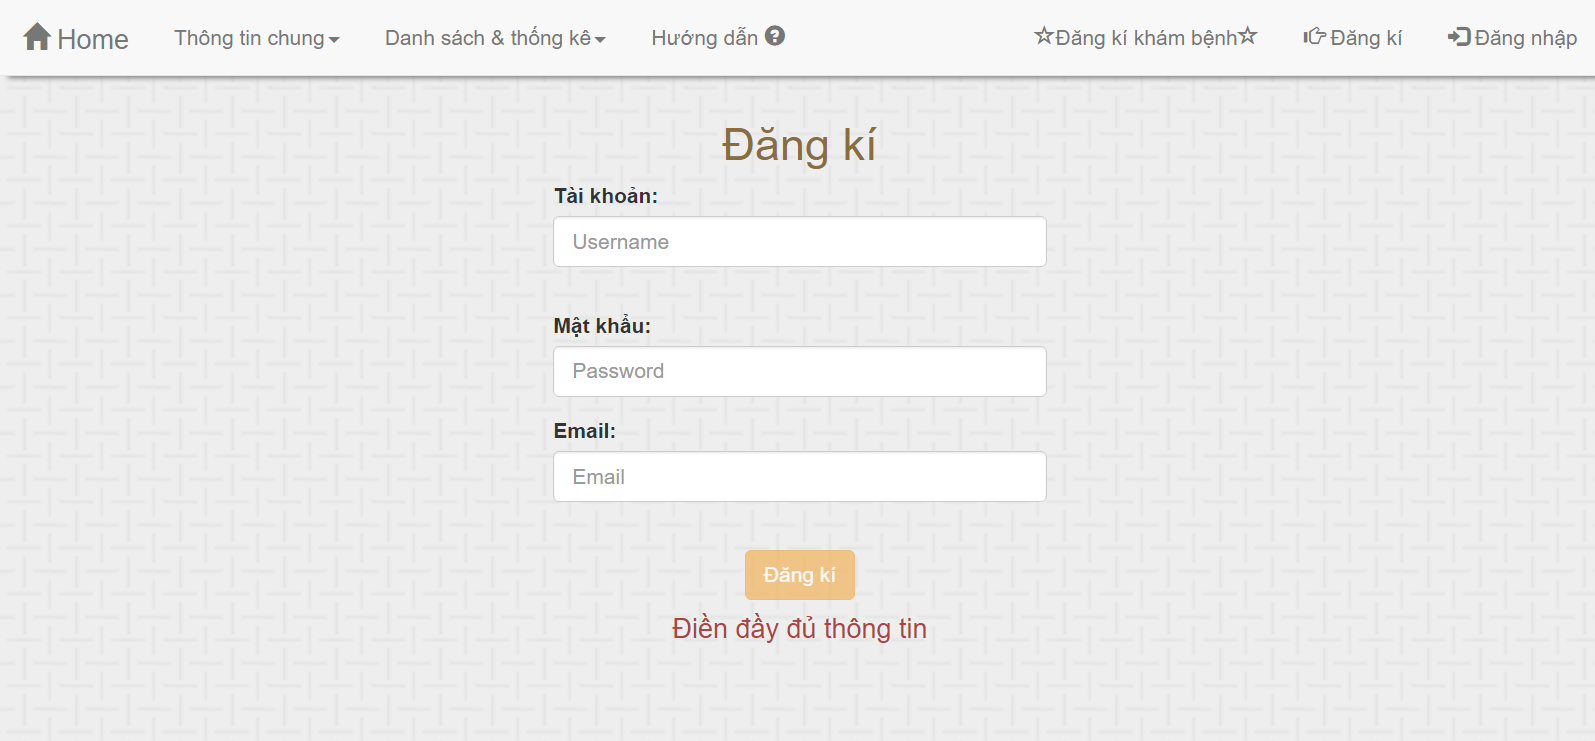 Home Thông tin chung Danh sách & thống kê Hướng dẫn ☆Đăng kí khám bệnh☆ Đăng kí Đăng nhập
Đăng kí
Tài khoản:
Username
Mật khẩu:
Password
Email:
Email
Đăng kí
Điền đầy đủ thông tin